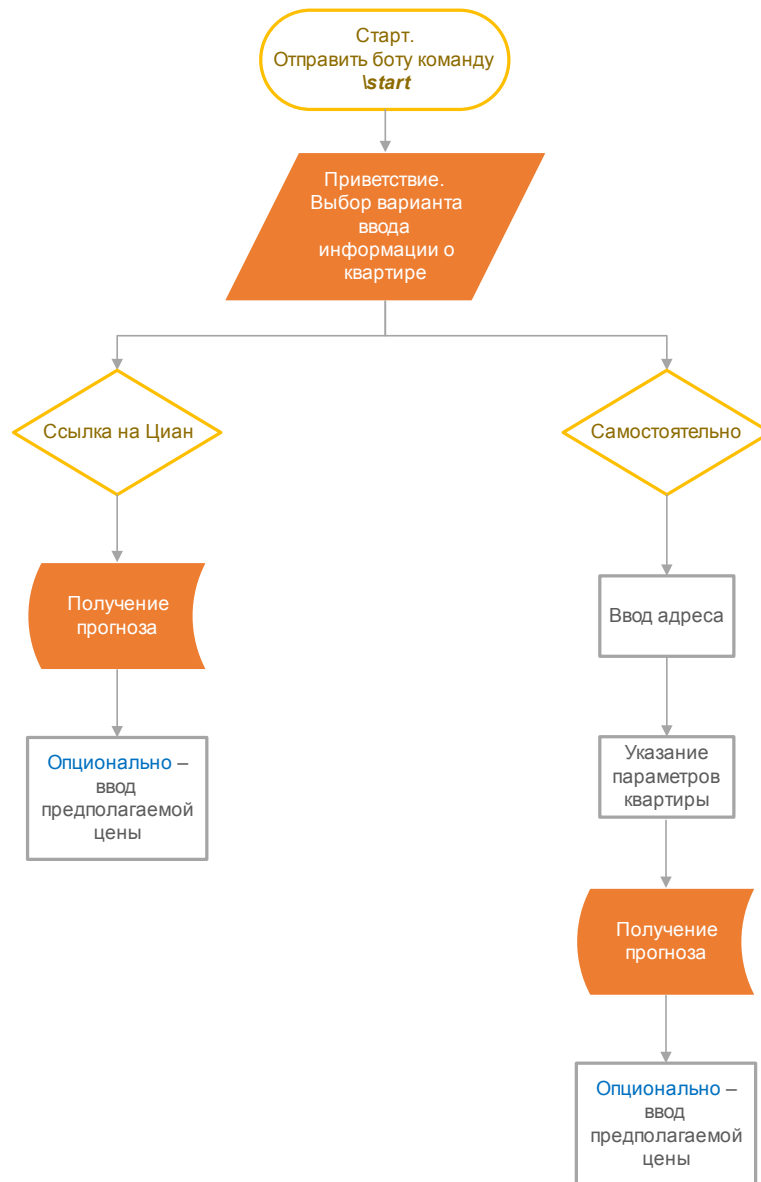 Старт.
Отправить боту команду
\start
Приветствие.
Выбор варианта
ввода
информации о
квартире
Ссылка на Циан
Самостоятельно
Получение
прогноза
Ввод адреса
Опционально –
ввод
предполагаемой
цены
Указание
параметров
квартиры
Получение
прогноза
Опционально –
ввод
предполагаемой
цены